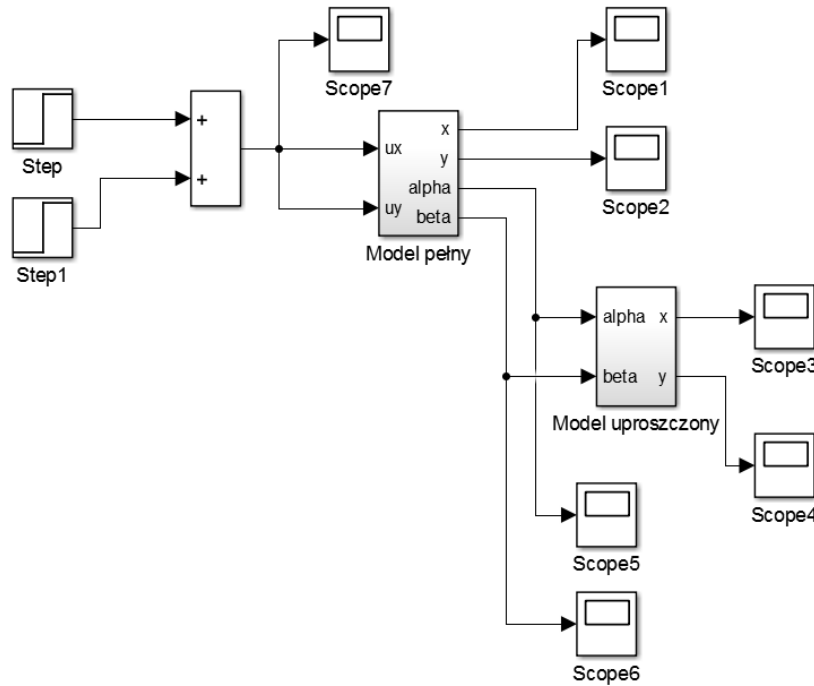 Scope7
Scope1
Step
+
+
Step1
ux
uy
x
y
alpha
beta
Model pełny
Scope2
alpha
beta
x
y
Model uproszczony
Scope3
Scope4
Scope5
Scope6